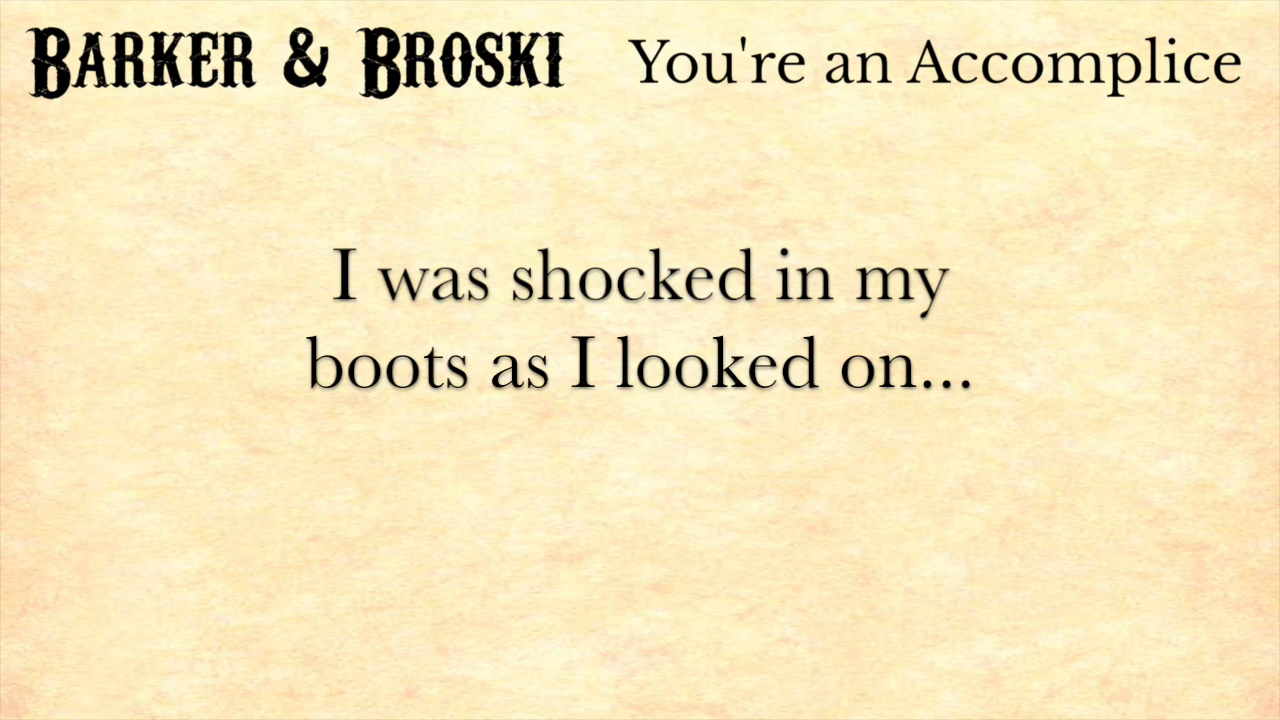 Barker & Broski You're an Accomplice
I was shocked in my
boots as I looked on...